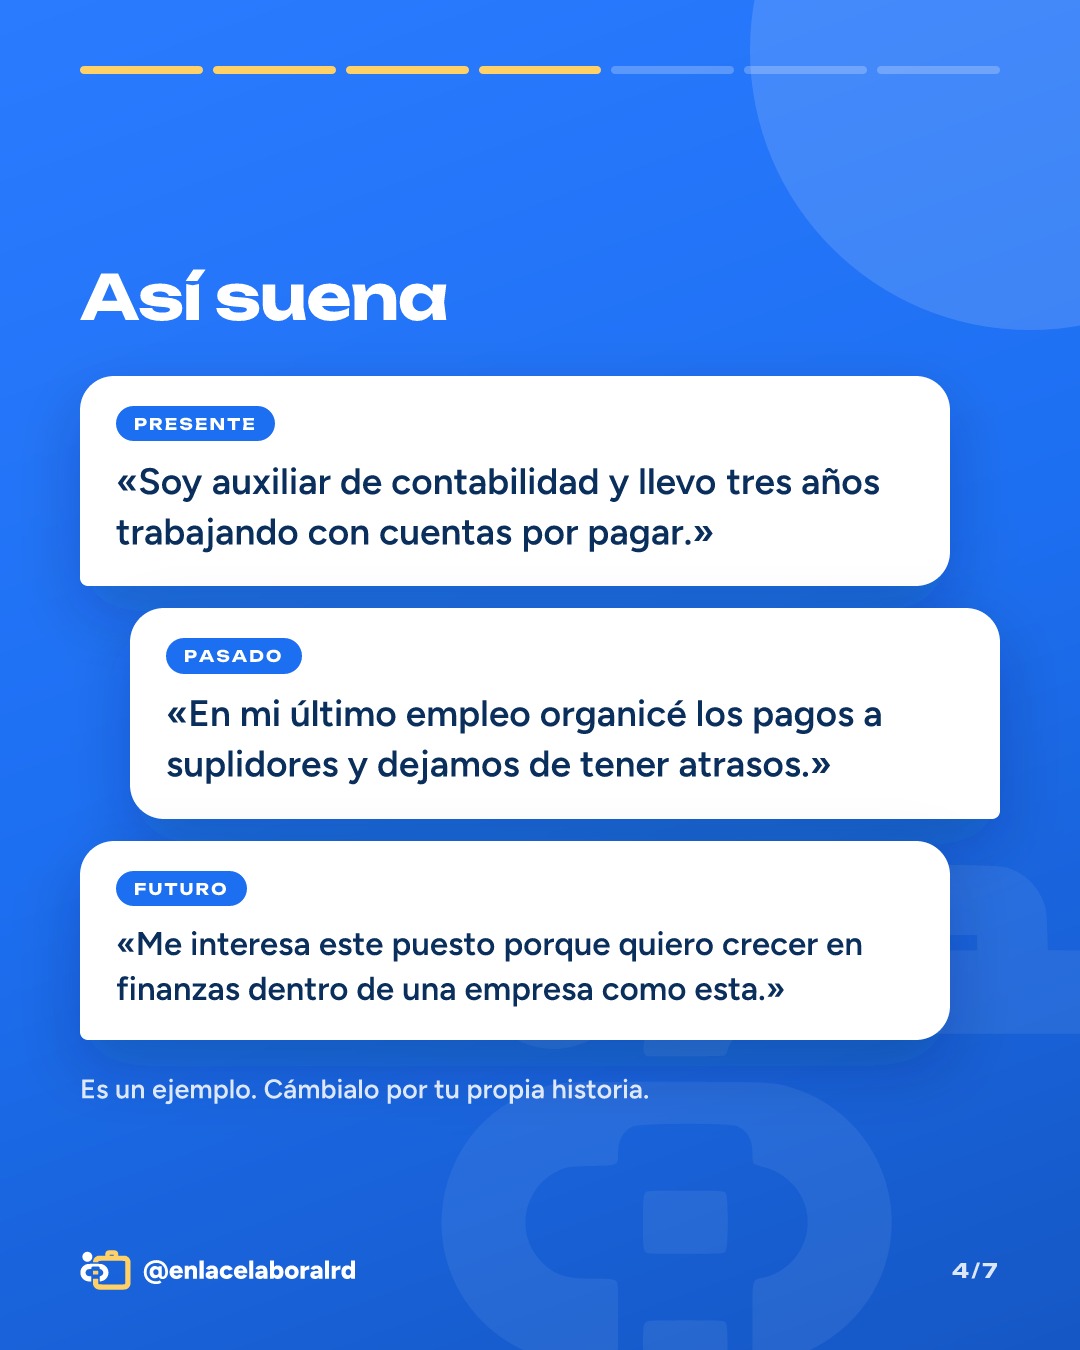 Así suena
PRESENTE
«Soy auxiliar de contabilidad y llevo tres años
trabajando con cuentas por pagar.»
PASADO
«En mi último empleo organicé los pagos a
suplidores y dejamos de tener atrasos.»
FUTURO
«Me interesa este puesto porque quiero crecer en
finanzas dentro de una empresa como esta.»
Es un ejemplo. Cámbialo por tu propia historia.
@enlacelaboralrd
4/7